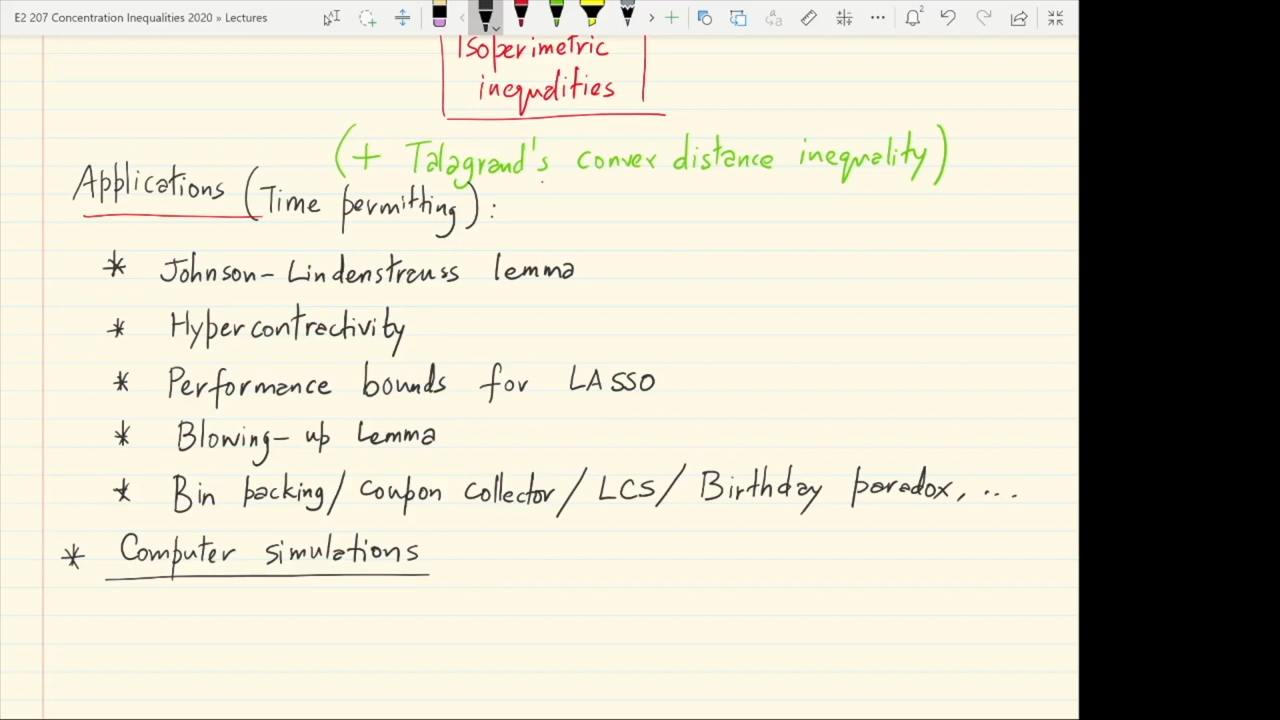 E2 207 Concentration Inequalities 2020 » Lectures
2
Isoperimetric
inequalities
(+ Talagrand's convex distance inequality)
Applications (Time permitting):
* Johnson-Lindenstrauss lemma
* Hypercontractivity
* Performance bounds for LASSO
* Blowing-up Lemma
* Bin packing/ coupon collector/ LCS/ Birthday paradox, ...
* Computer simulations